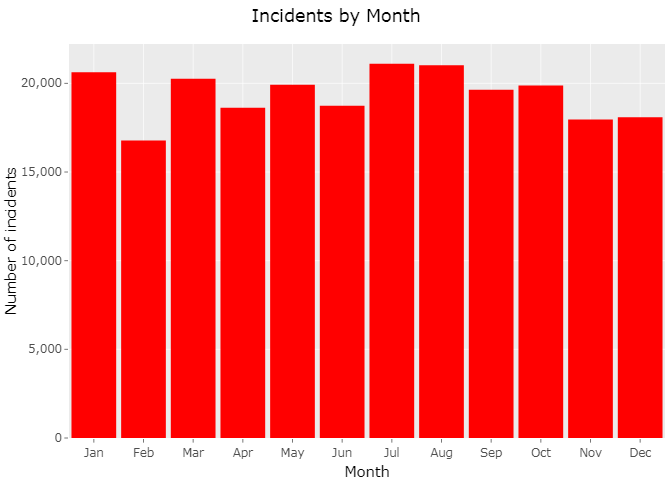 Incidents by Month
Number of incidents
20,000
15,000
10,000
5,000
0
Jan Feb Mar Apr May Jun Jul Aug Sep Oct Nov Dec
Month